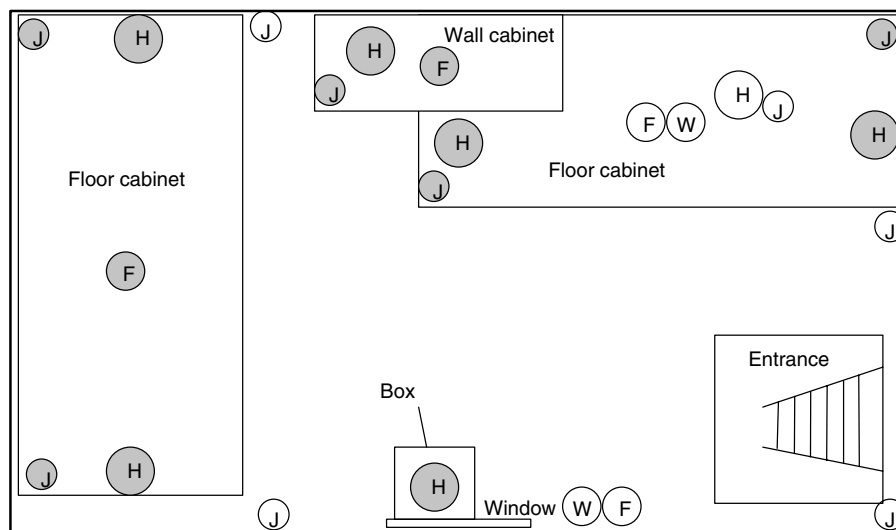 J H J H F Wall cabinet J
J H F W H J H
J Floor cabinet Floor cabinet
J
F
Entrance
Box
J H H
J Window W F J